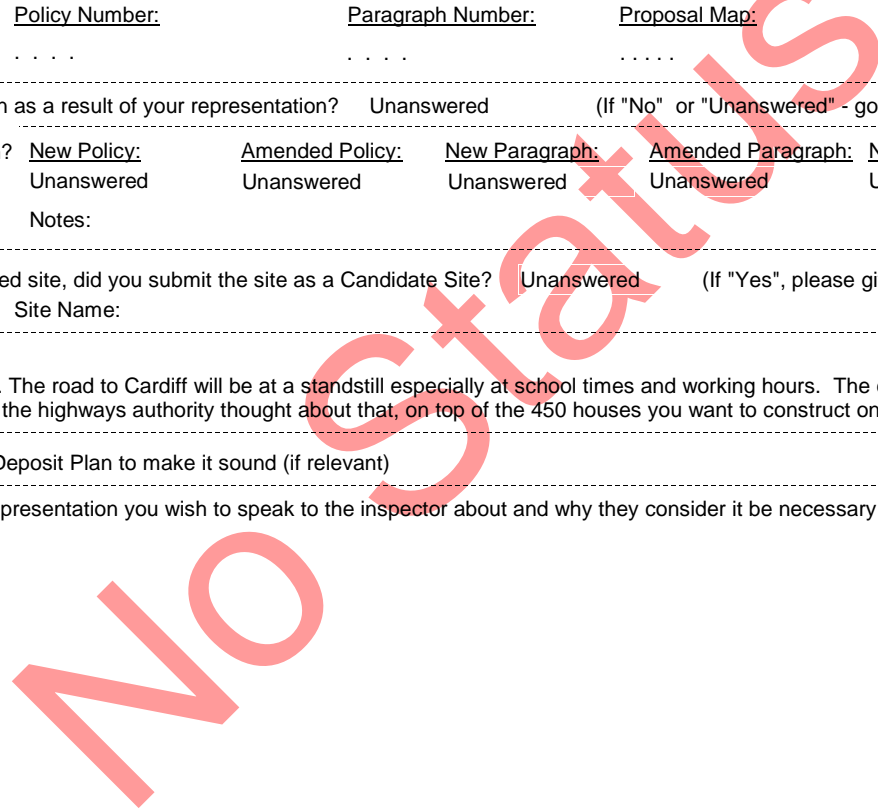 Policy Number: Paragraph Number: Proposal Map:
. . . . . . . . . . . . .
n as a result of your representation? Unanswered (If "No" or "Unanswered" - go
? New Policy: Amended Policy: New Paragraph: Amended Paragraph: N
Unanswered Unanswered Unanswered Unanswered U
Notes:
ed site, did you submit the site as a Candidate Site? Unanswered (If "Yes", please gi
Site Name:
. The road to Cardiff will be at a standstill especially at school times and working hours. The
the highways authority thought about that, on top of the 450 houses you want to construct on
Deposit Plan to make it sound (if relevant)
presentation you wish to speak to the inspector about and why they consider it be necessary
No Status